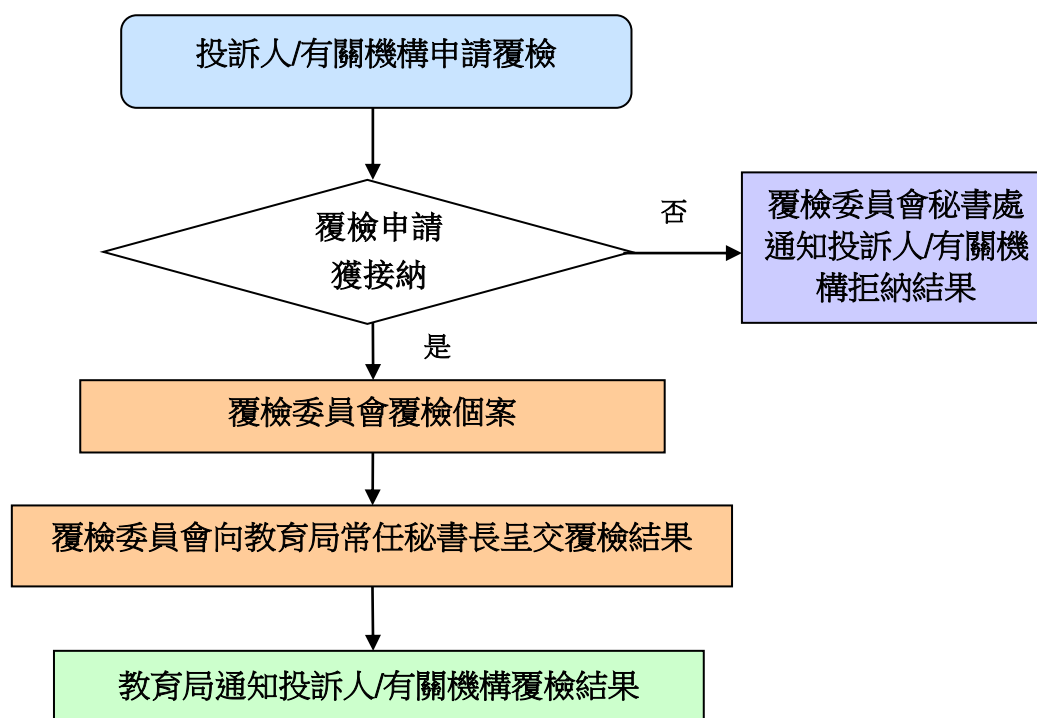 投訴人/有關機構申請覆檢
覆檢申請
獲接納
否
覆檢委員會秘書處
通知投訴人/有關機
構拒納結果
是
覆檢委員會覆檢個案
覆檢委員會向教育局常任秘書長呈交覆檢結果
教育局通知投訴人/有關機構覆檢結果